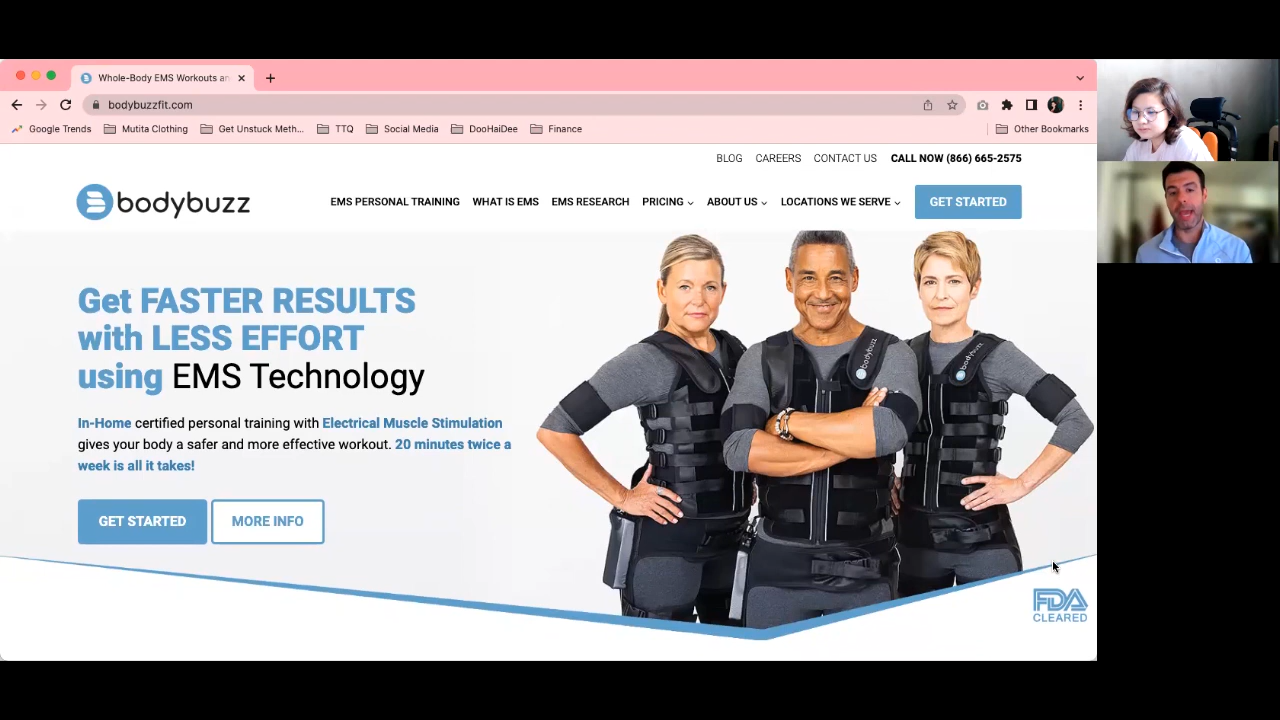 Whole-Body EMS Workouts an
bodybuzzfit.com
Google Trends Mutita Clothing Get Unstuck Meth... TTQ Social Media DooHaiDee Finance Other Bookmarks
BLOG CAREERS CONTACT US CALL NOW (866) 665-2575
bodybuzz EMS PERSONAL TRAINING WHAT IS EMS EMS RESEARCH PRICING ABOUT US LOCATIONS WE SERVE GET STARTED
Get FASTER RESULTS
with LESS EFFORT
using EMS Technology
In-Home certified personal training with Electrical Muscle Stimulation
gives your body a safer and more effective workout. 20 minutes twice a
week is all it takes!
GET STARTED MORE INFO
bodybuzz
bodybuzz
FDA
CLEARED